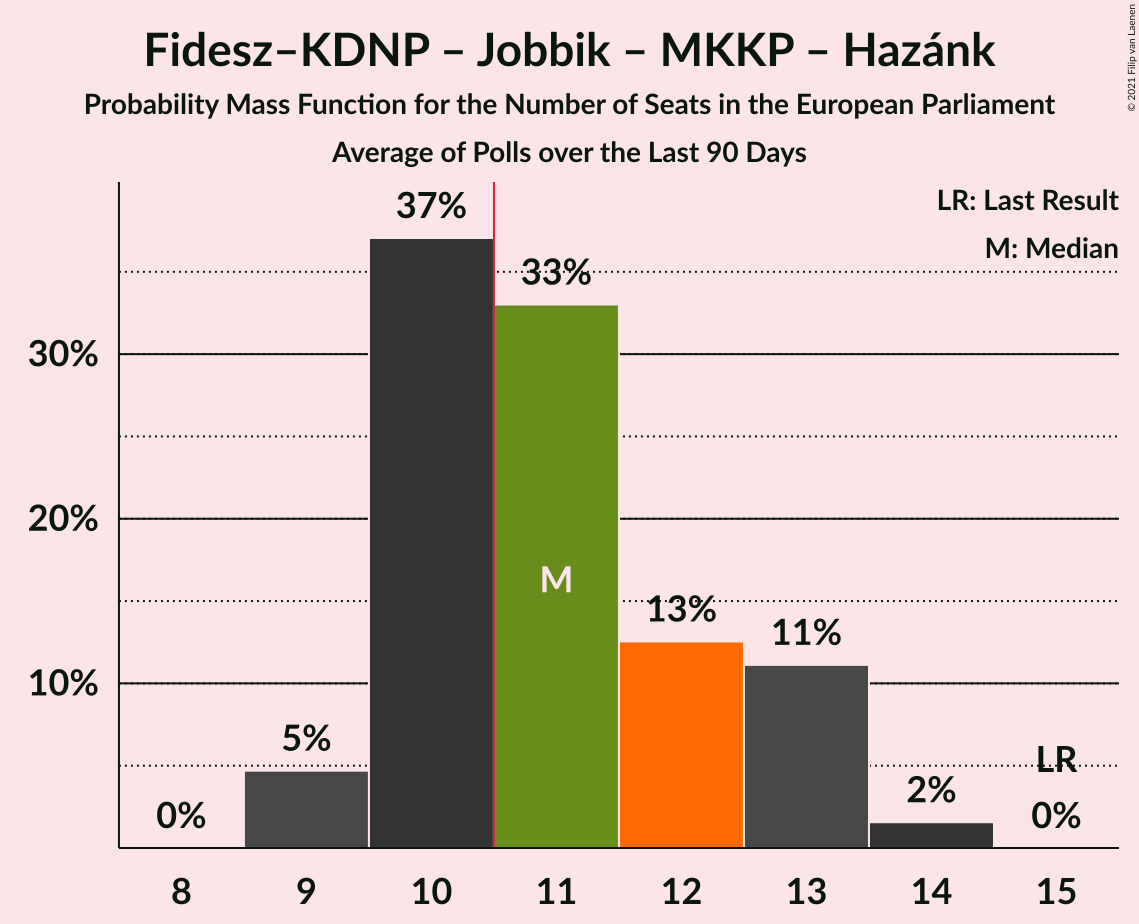 Fidesz–KDNP – Jobbik – MKKP – Hazánk
Probability Mass Function for the Number of Seats in the European Parliament
Average of Polls over the Last 90 Days
© 2021 Filip van Laenen
LR: Last Result
M: Median
37%
33%
30%
20%
M
13%
11%
10%
5%
LR
2%
0%
0%
8 9 10 11 12 13 14 15